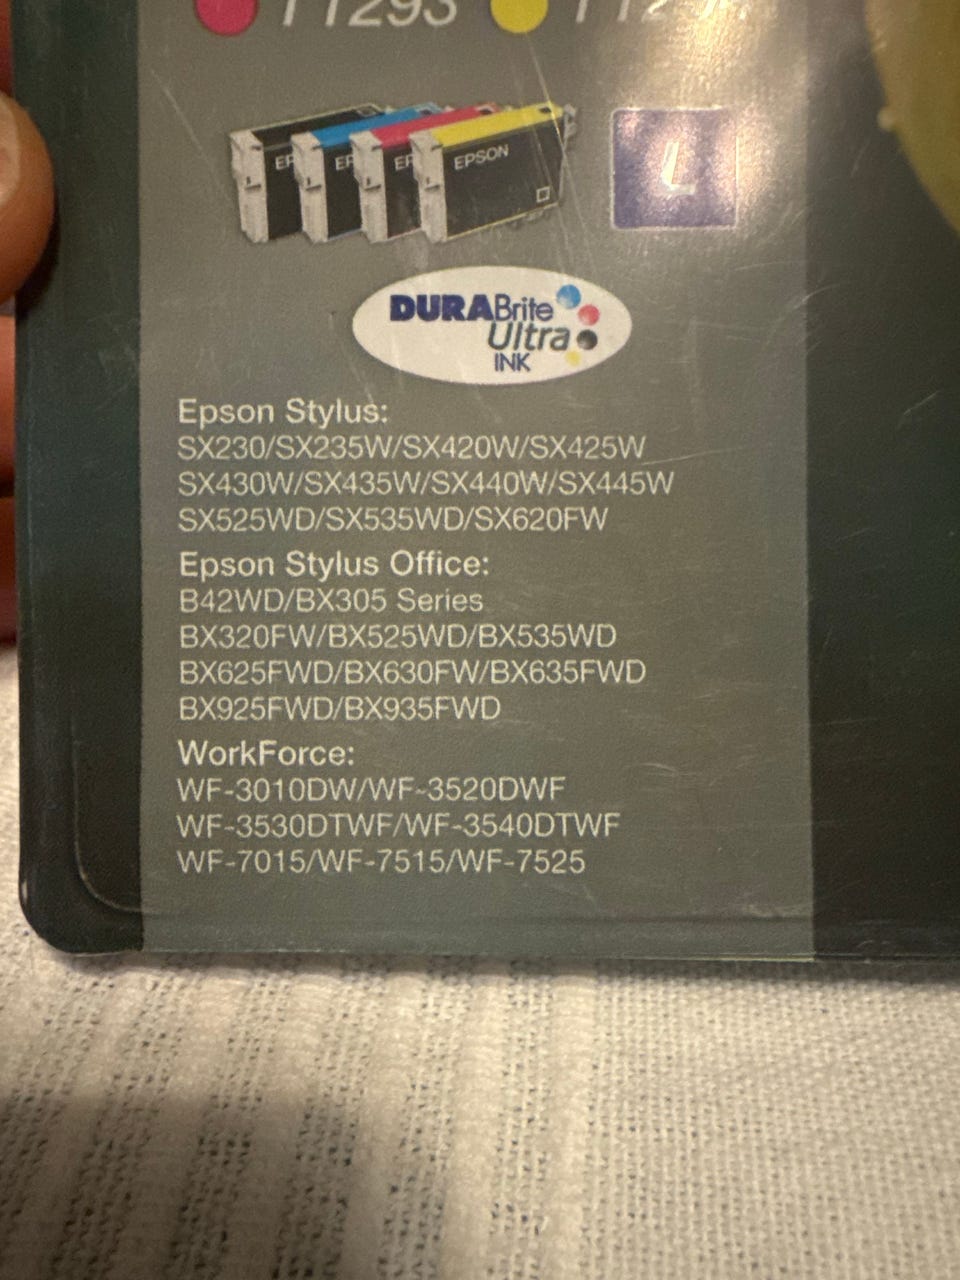 T1293
EPSON
L
DURABrite
Ultra
INK
Epson Stylus:
SX230/SX235W/SX420W/SX425W
SX430W/SX435W/SX440W/SX445W
SX525WD/SX535WD/SX620FW
Epson Stylus Office:
B42WD/BX305 Series
BX320FW/BX525WD/BX535WD
BX625FWD/BX630FW/BX635FWD
BX925FWD/BX935FWD
WorkForce:
WF-3010DW/WF-3520DWF
WF-3530DTWF/WF-3540DTWF
WF-7015/WF-7515/WF-7525